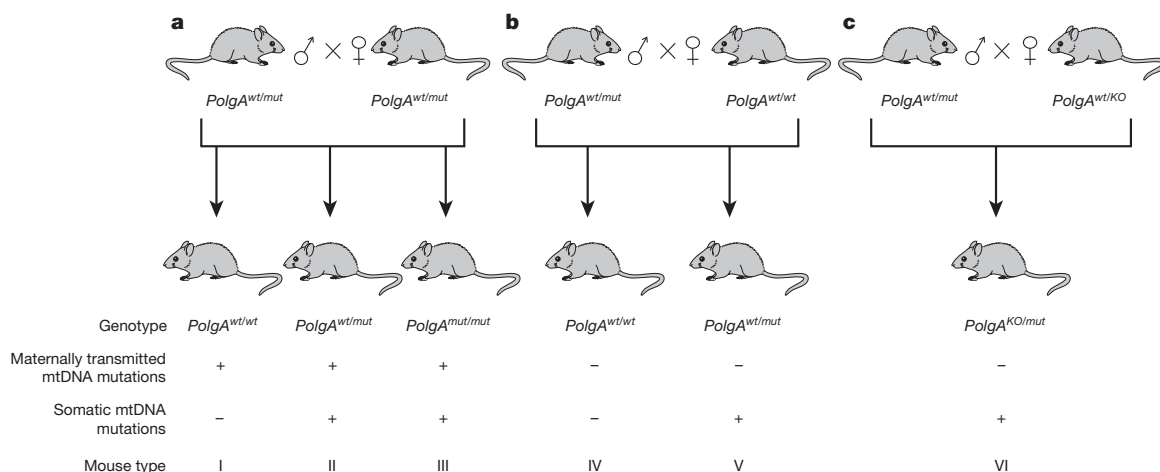 a b c
♂ × ♀ ♂ × ♀ ♂ × ♀
PolgA^wt/mut PolgA^wt/mut PolgA^wt/mut PolgA^wt/wt PolgA^wt/mut PolgA^wt/KO
Genotype PolgA^wt/wt PolgA^wt/mut PolgA^mut/mut PolgA^wt/wt PolgA^wt/mut PolgA^KO/mut
Maternally transmitted
mtDNA mutations + + + – – –
Somatic mtDNA
mutations – + + – + +
Mouse type I II III IV V VI